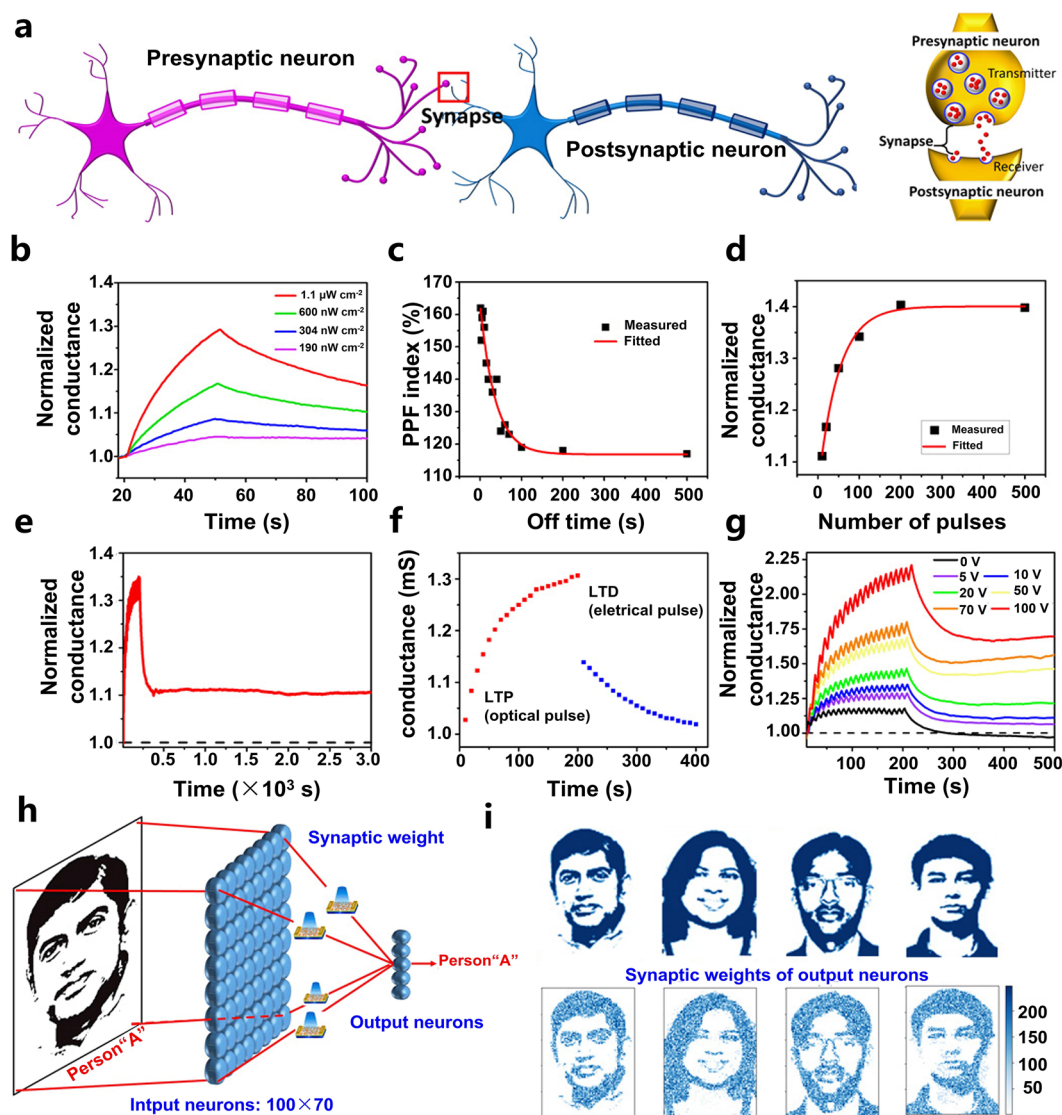 a
Presynaptic neuron
Synapse
Postsynaptic neuron
Presynaptic neuron
Transmitter
Synapse
Receiver
Postsynaptic neuron
b
Normalized
conductance
1.4
1.3
1.2
1.1
1.0
1.1 μW cm-2
600 nW cm-2
304 nW cm-2
190 nW cm-2
20 40 60 80 100
Time (s)
c
PPF index (%)
170
160
150
140
130
120
110
Measured
Fitted
0 100 200 300 400 500
Off time (s)
d
Normalized
conductance
1.4
1.3
1.2
1.1
Measured
Fitted
0 100 200 300 400 500
Number of pulses
e
Normalized
conductance
1.4
1.3
1.2
1.1
1.0
0.5 1.0 1.5 2.0 2.5 3.0
Time (×10³ s)
f
conductance (mS)
1.3
1.2
1.1
1.0
LTD
(eletrical pulse)
LTP
(optical pulse)
0 100 200 300 400
Time (s)
g
Normalized
conductance
2.25
2.00
1.75
1.50
1.25
1.00
0 V
5 V 10 V
20 V 50 V
70 V 100 V
100 200 300 400 500
Time (s)
h
Synaptic weight
Person“A”
Output neurons
Person“A”
Intput neurons: 100×70
i
Synaptic weights of output neurons
200
150
100
50